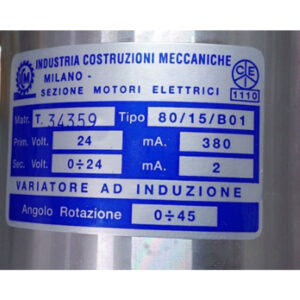 INDUSTRIA COSTRUZIONI MECCANICHE
MILANO -
SEZIONE MOTORI ELETTRICI
CEI
1110
Matr. T. 34359 Tipo 80/15/B01
Prim. Volt. 24 mA. 380
Sec. Volt. 0÷24 mA. 2
VARIATORE AD INDUZIONE
Angolo Rotazione 0÷45